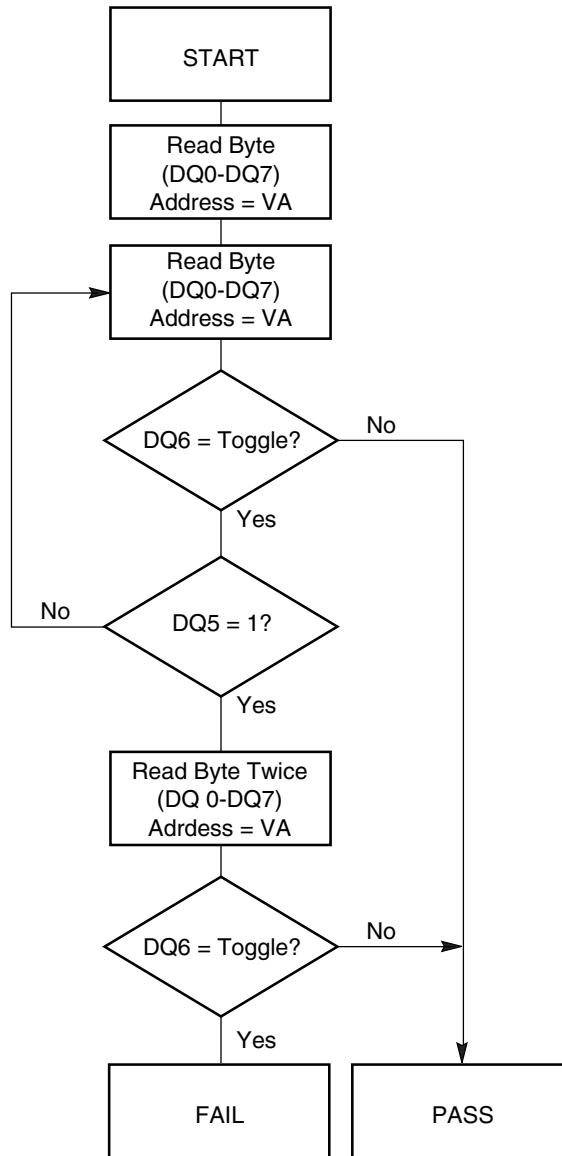 START
Read Byte
(DQ0-DQ7)
Address = VA
Read Byte
(DQ0-DQ7)
Address = VA
DQ6 = Toggle?
No
Yes
No
DQ5 = 1?
Yes
Read Byte Twice
(DQ 0-DQ7)
Adrdess = VA
DQ6 = Toggle?
No
Yes
FAIL
PASS